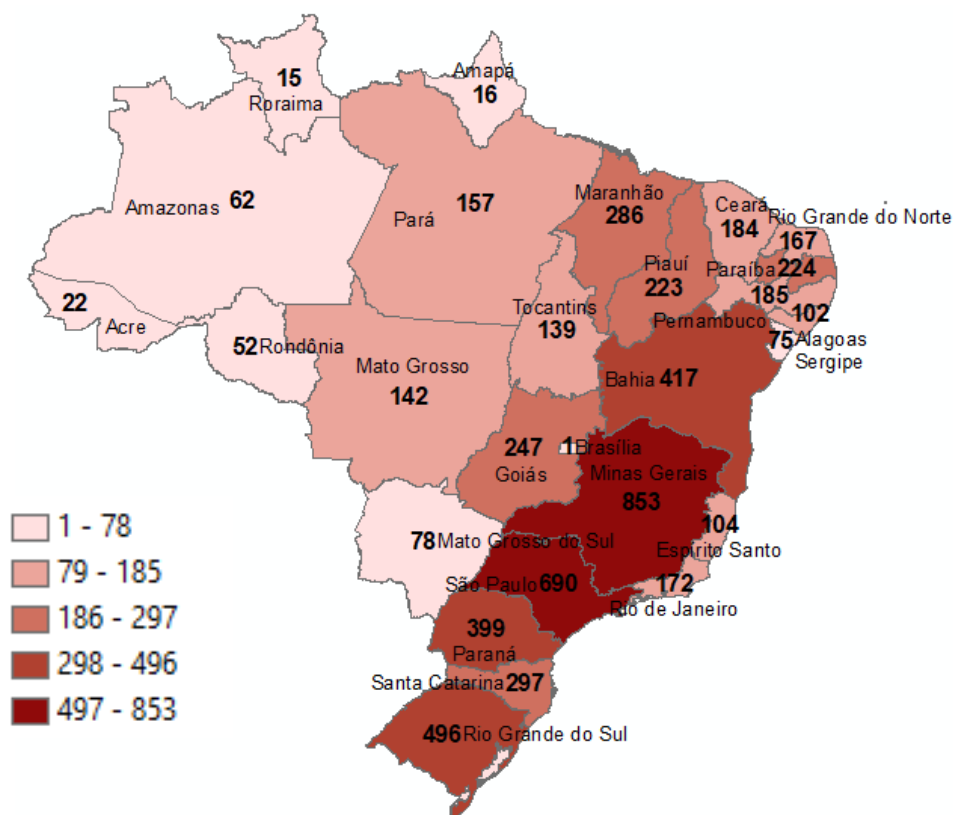 15
Roraima
Amapá
16
Amazonas 62
Pará
157
Maranhão
286
Ceará
184
Rio Grande do Norte
167
Piauí
223
Paraíba 224
185
102
Pernambuco
Alagoas
75
Sergipe
22
Acre
52 Rondônia
Tocantins
139
Mato Grosso
142
Bahia 417
247
Goiás
1 Brasília
Minas Gerais
853
104
Espírito Santo
78 Mato Grosso do Sul
São Paulo 690
172
Rio de Janeiro
399
Paraná
Santa Catarina 297
496 Rio Grande do Sul
1 - 78
79 - 185
186 - 297
298 - 496
497 - 853